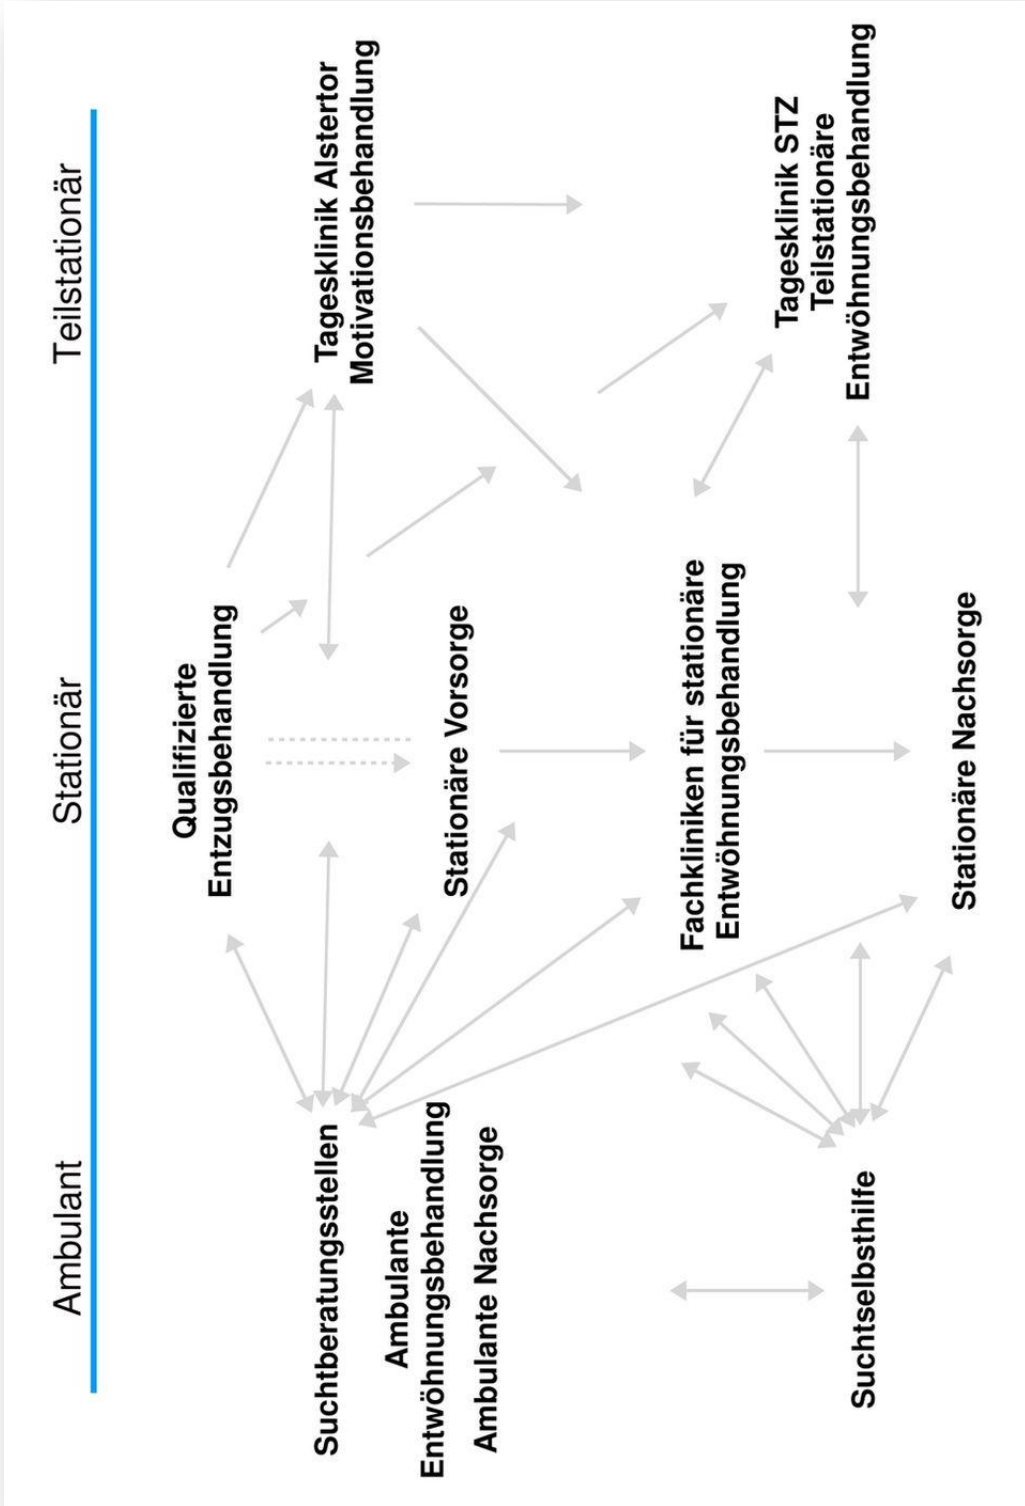 Ambulant
Stationär
Teilstationär
Qualifizierte
Entzugsbehandlung
Suchtberatungsstellen
Tagesklinik Alstertor
Motivationsbehandlung
Ambulante
Entwöhnungsbehandlung
Ambulante Nachsorge
Stationäre Vorsorge
Fachkliniken für stationäre
Entwöhnungsbehandlung
Tagesklinik STZ
Teilstationäre
Entwöhnungsbehandlung
Suchtselbsthilfe
Stationäre Nachsorge